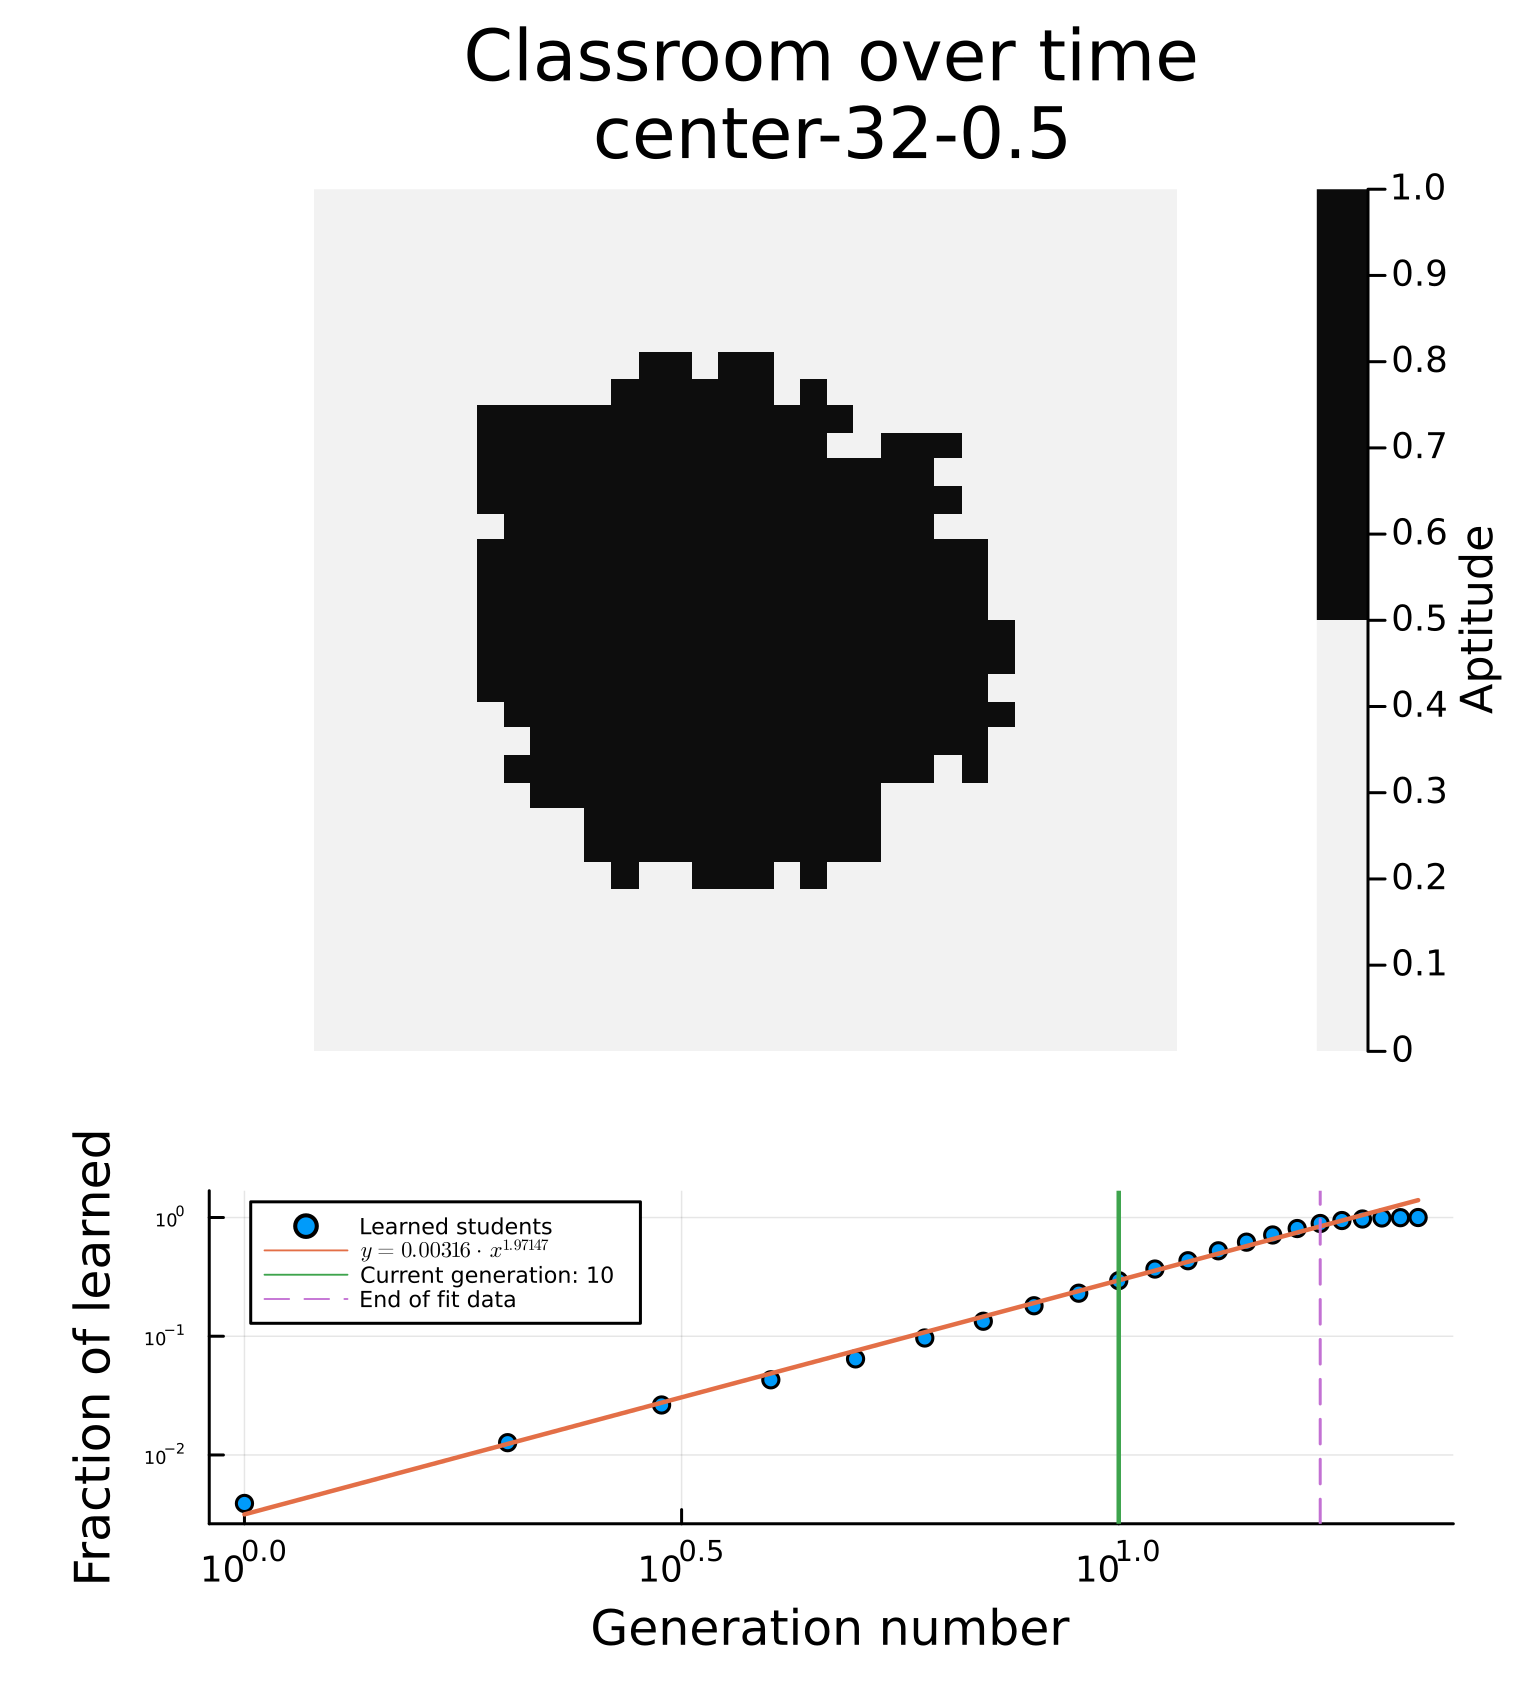 Classroom over time
center-32-0.5
1.0
0.9
0.8
0.7
0.6
0.5
0.4
0.3
0.2
0.1
0
Aptitude
Fraction of learned
10^0
10^−1
10^−2
Learned students
y = 0.00316 · x^1.97147
Current generation: 10
End of fit data
10^0.0 10^0.5 10^1.0
Generation number